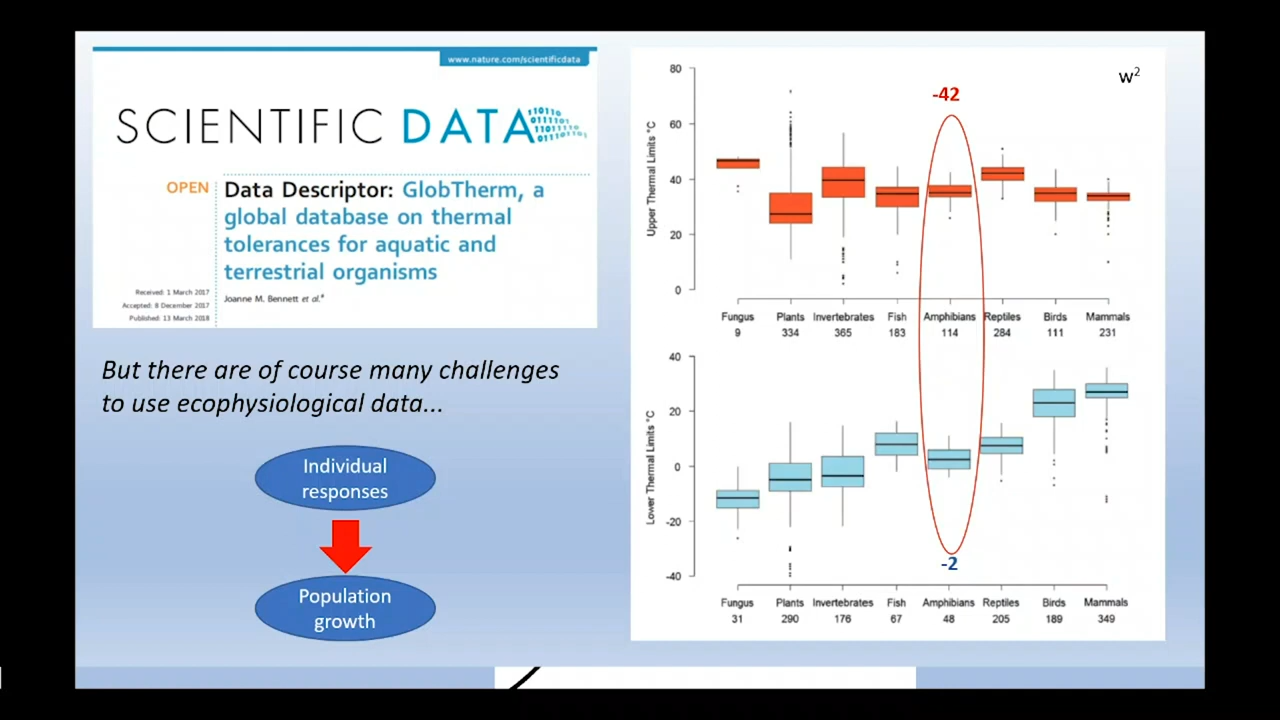 www.nature.com/scientificdata
SCIENTIFIC DATA
OPEN
Data Descriptor: GlobTherm, a
global database on thermal
tolerances for aquatic and
terrestrial organisms
Received: 1 March 2017
Accepted: 8 December 2017
Published: 13 March 2018
Joanne M. Bennett et al.#
But there are of course many challenges
to use ecophysiological data...
Individual
responses
Population
growth
w²
-42
Upper Thermal Limits °C
80
60
40
20
0
Fungus Plants Invertebrates Fish Amphibians Reptiles Birds Mammals
9 334 365 183 114 284 111 231
Lower Thermal Limits °C
40
20
0
-20
-40
-2
Fungus Plants Invertebrates Fish Amphibians Reptiles Birds Mammals
31 290 176 67 48 205 189 349